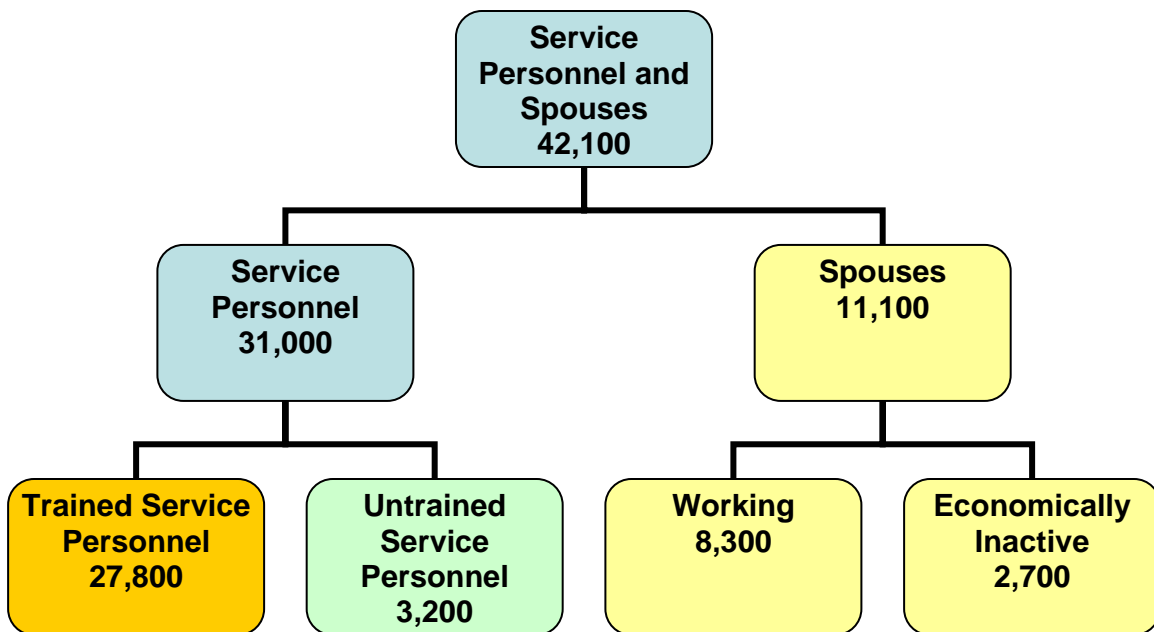 Service
Personnel and
Spouses
42,100
Service
Personnel
31,000
Spouses
11,100
Trained Service
Personnel
27,800
Untrained
Service
Personnel
3,200
Working
8,300
Economically
Inactive
2,700